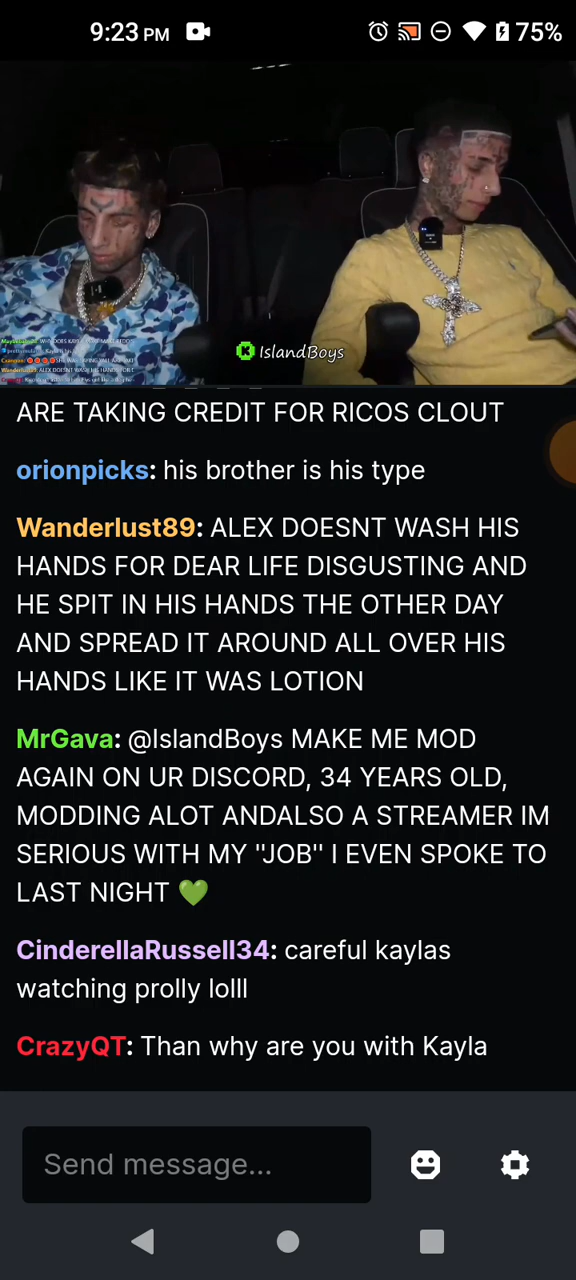 9:23 PM
75%
IslandBoys
ARE TAKING CREDIT FOR RICOS CLOUT
orionpicks: his brother is his type
Wanderlust89: ALEX DOESNT WASH HIS
HANDS FOR DEAR LIFE DISGUSTING AND
HE SPIT IN HIS HANDS THE OTHER DAY
AND SPREAD IT AROUND ALL OVER HIS
HANDS LIKE IT WAS LOTION
MrGava: @IslandBoys MAKE ME MOD
AGAIN ON UR DISCORD, 34 YEARS OLD,
MODDING ALOT ANDALSO A STREAMER IM
SERIOUS WITH MY "JOB" I EVEN SPOKE TO
LAST NIGHT 💚
CinderellaRussell34: careful kaylas
watching prolly lolll
CrazyQT: Than why are you with Kayla
Send message...